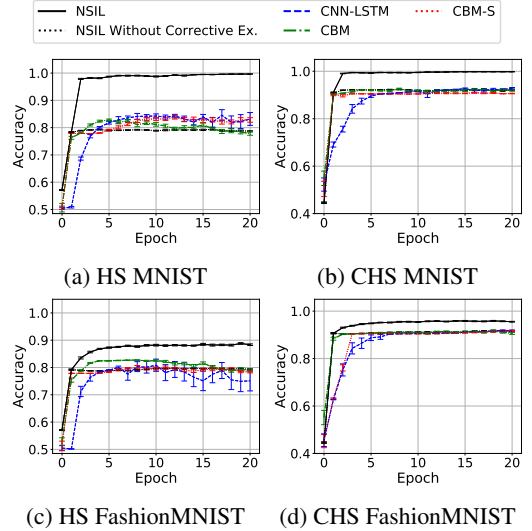 NSIL
NSIL Without Corrective Ex.
CNN-LSTM
CBM
CBM-S
1.0
0.9
0.8
0.7
0.6
0.5
Accuracy
0 5 10 15 20
Epoch
(a) HS MNIST
1.0
0.8
0.6
0.4
Accuracy
0 5 10 15 20
Epoch
(b) CHS MNIST
1.0
0.9
0.8
0.7
0.6
0.5
Accuracy
0 5 10 15 20
Epoch
(c) HS FashionMNIST
1.0
0.8
0.6
0.4
Accuracy
0 5 10 15 20
Epoch
(d) CHS FashionMNIST